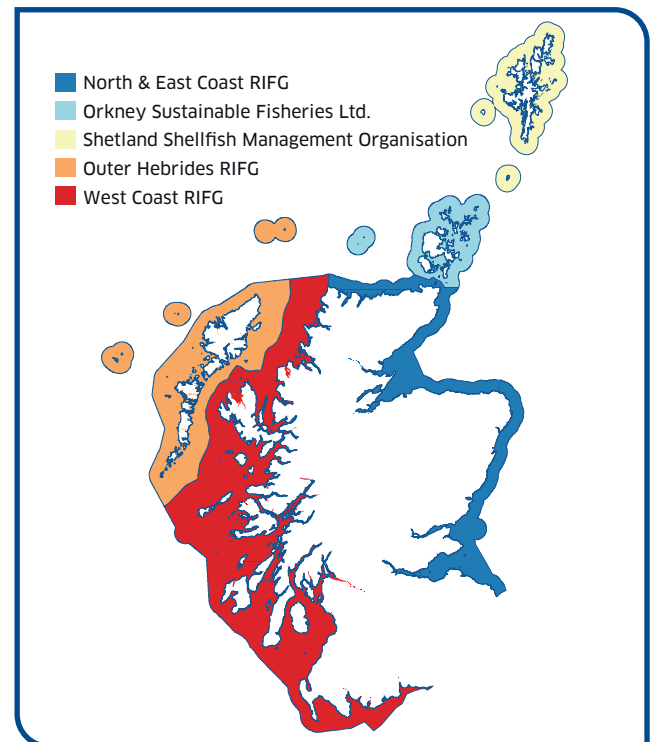 North & East Coast RIFG
Orkney Sustainable Fisheries Ltd.
Shetland Shellfish Management Organisation
Outer Hebrides RIFG
West Coast RIFG